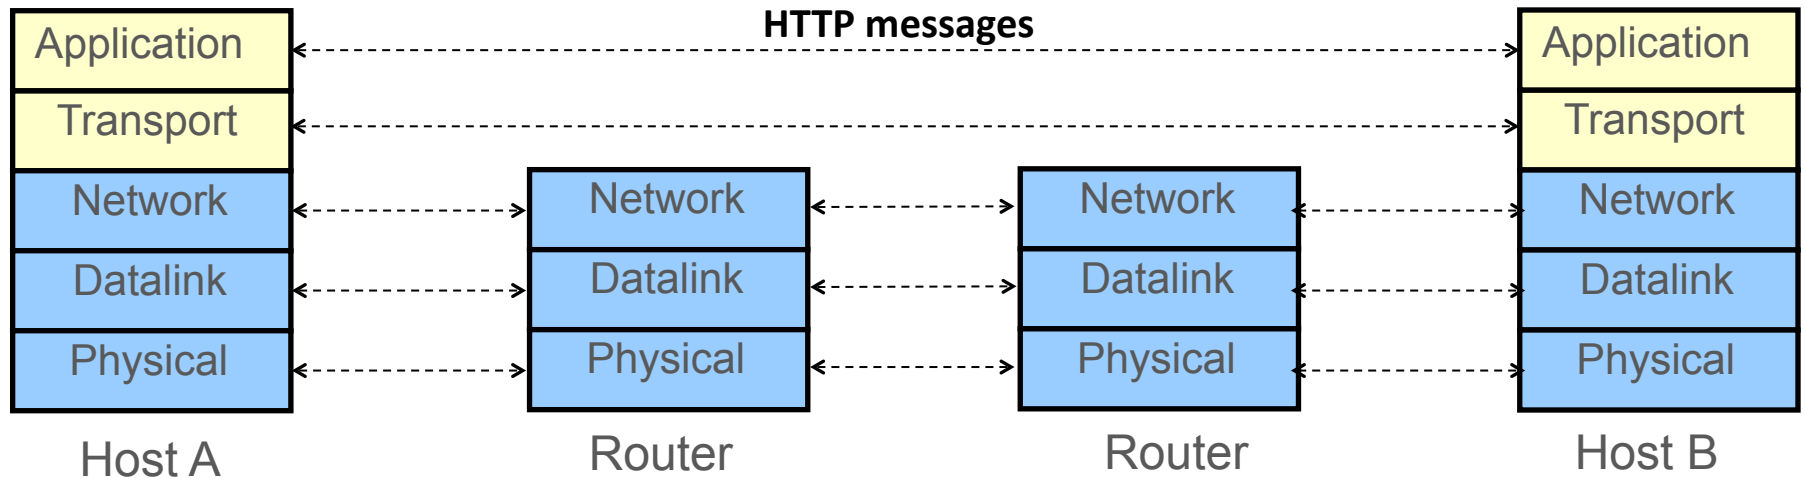 HTTP messages
Application
Application
Transport
Transport
Network
Network
Network
Network
Datalink
Datalink
Datalink
Datalink
Physical
Physical
Physical
Physical
Host A
Router
Router
Host B